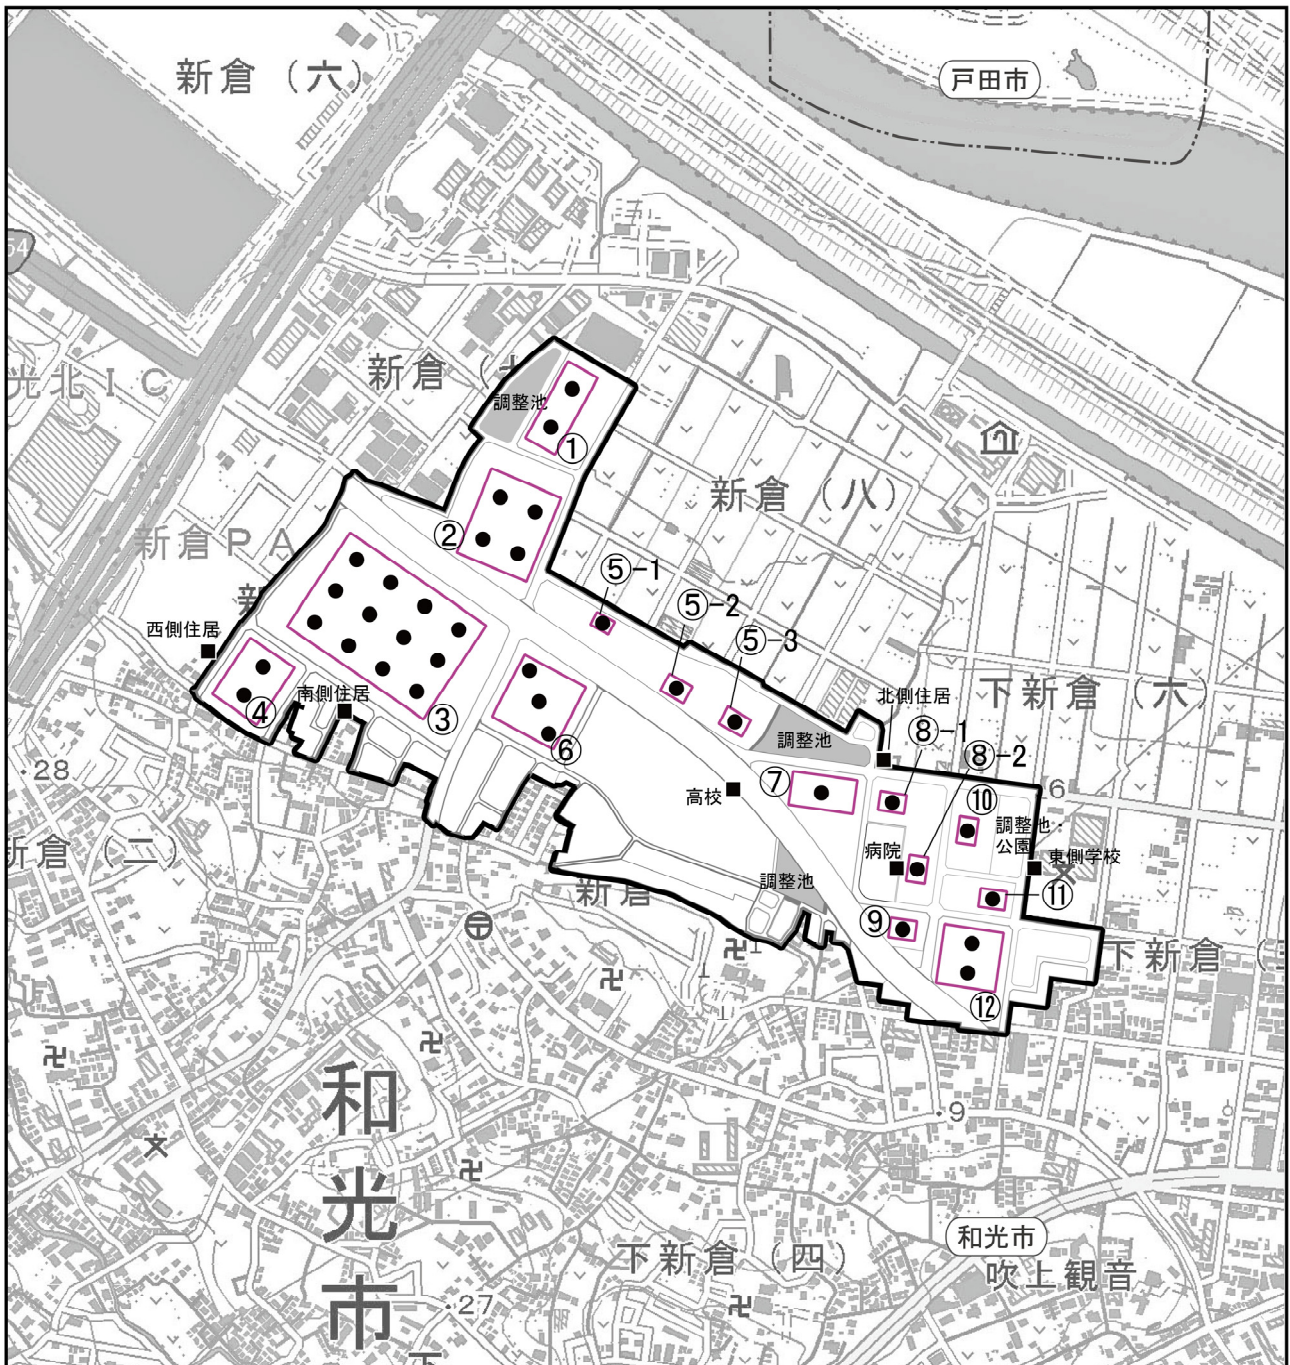 新倉（六）
戸田市
54
光北ＩＣ
新倉（七
調整池
①
新倉（八）
②
新倉ＰＡ
新
⑤-1
⑤-2
⑤-3
西側住居
南側住居
④
③
⑥
北側住居
下新倉（六）
⑧-1
⑧-2
調整池
⑦
高校
⑩
6
調整池・
公園
病院
東側学校
28
新倉（二）
新倉
調整池
⑪
⑨
下新倉（
⑫
和光市
9
下新倉（四）
和光市
吹上観音
27
下